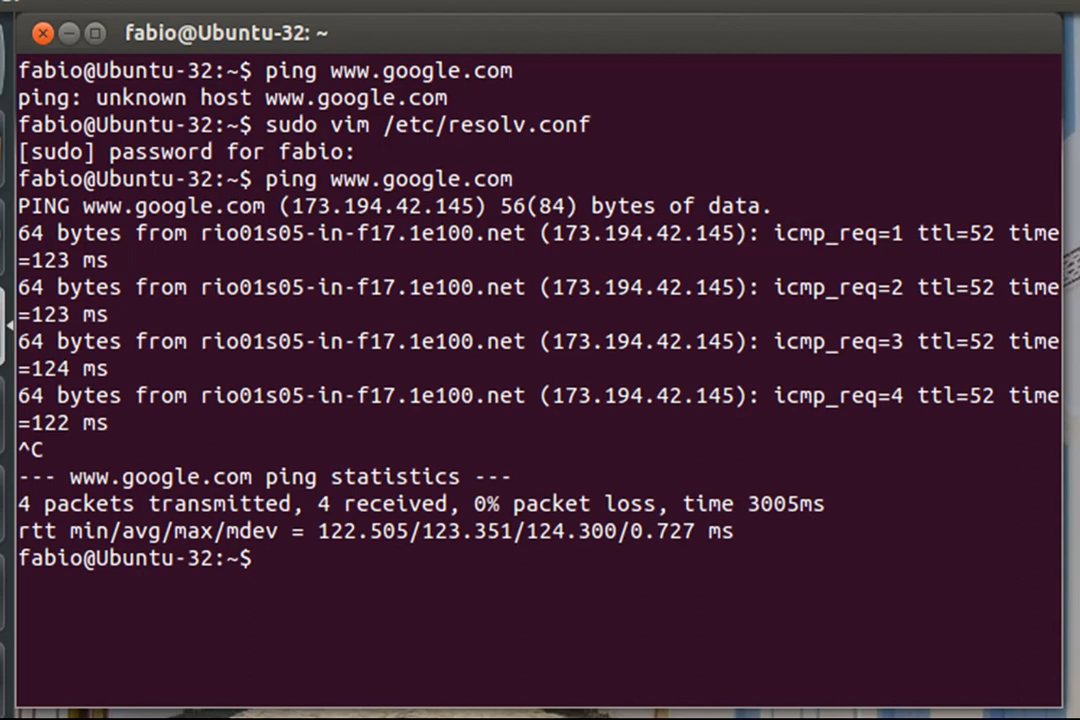 fabio@Ubuntu-32: ~
fabio@Ubuntu-32:~$ ping www.google.com
ping: unknown host www.google.com
fabio@Ubuntu-32:~$ sudo vim /etc/resolv.conf
[sudo] password for fabio:
fabio@Ubuntu-32:~$ ping www.google.com
PING www.google.com (173.194.42.145) 56(84) bytes of data.
64 bytes from rio01s05-in-f17.1e100.net (173.194.42.145): icmp_req=1 ttl=52 time
=123 ms
64 bytes from rio01s05-in-f17.1e100.net (173.194.42.145): icmp_req=2 ttl=52 time
=123 ms
64 bytes from rio01s05-in-f17.1e100.net (173.194.42.145): icmp_req=3 ttl=52 time
=124 ms
64 bytes from rio01s05-in-f17.1e100.net (173.194.42.145): icmp_req=4 ttl=52 time
=122 ms
^C
--- www.google.com ping statistics ---
4 packets transmitted, 4 received, 0% packet loss, time 3005ms
rtt min/avg/max/mdev = 122.505/123.351/124.300/0.727 ms
fabio@Ubuntu-32:~$